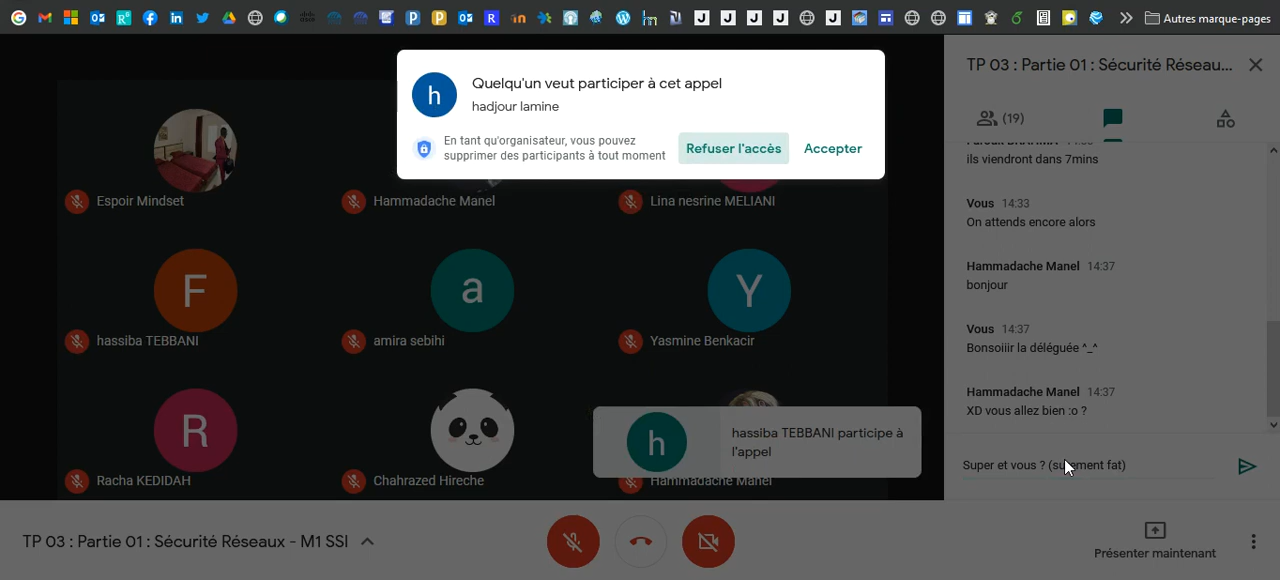 Autres marque-pages
Quelqu'un veut participer à cet appel
h
hadjour lamine
En tant qu'organisateur, vous pouvez
supprimer des participants à tout moment
Refuser l'accès
Accepter
Espoir Mindset
Hammadache Manel
Lina nesrine MELIANI
F
a
Y
hassiba TEBBANI
amira sebihi
Yasmine Benkacir
R
h
hassiba TEBBANI participe à
l'appel
Racha KEDIDAH
Chahrazed Hireche
Hammadache Manel
TP 03 : Partie 01 : Sécurité Réseau...
(19)
ils viendront dans 7mins
Vous 14:33
On attends encore alors
Hammadache Manel 14:37
bonjour
Vous 14:37
Bonsoiiir la déléguée ^_^
Hammadache Manel 14:37
XD vous allez bien :o ?
Super et vous ? fat)
TP 03 : Partie 01 : Sécurité Réseaux - M1 SSI
Présenter maintenant